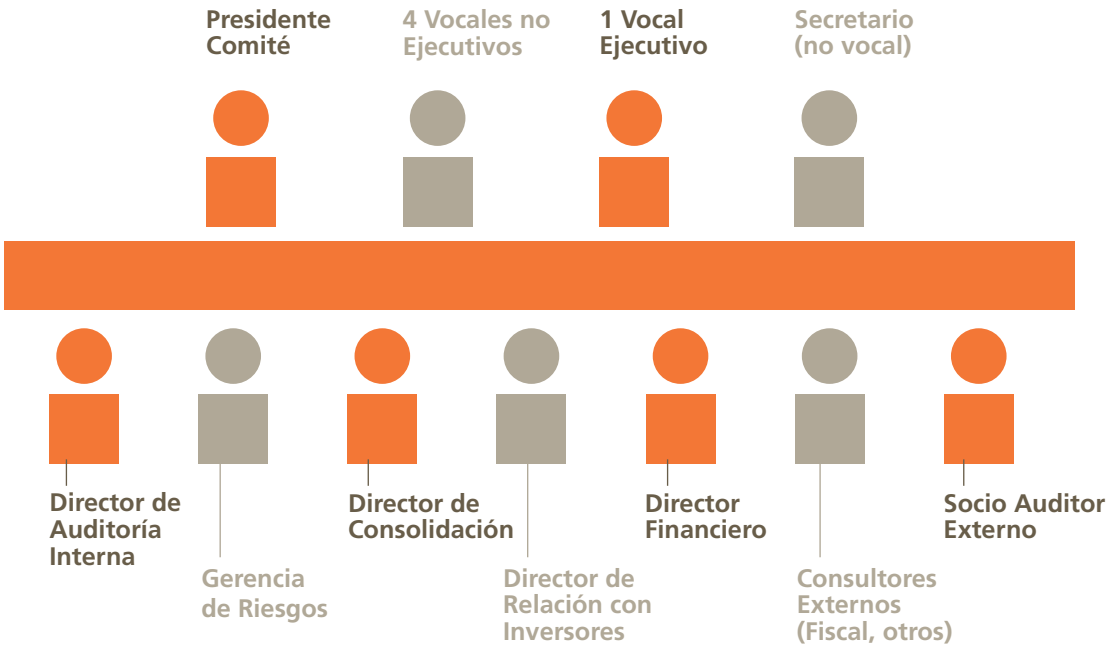 Presidente
Comité
4 Vocales no
Ejecutivos
1 Vocal
Ejecutivo
Secretario
(no vocal)
Director de
Auditoría
Interna
Gerencia
de Riesgos
Director de
Consolidación
Director de
Relación con
Inversores
Director
Financiero
Consultores
Externos
(Fiscal, otros)
Socio Auditor
Externo